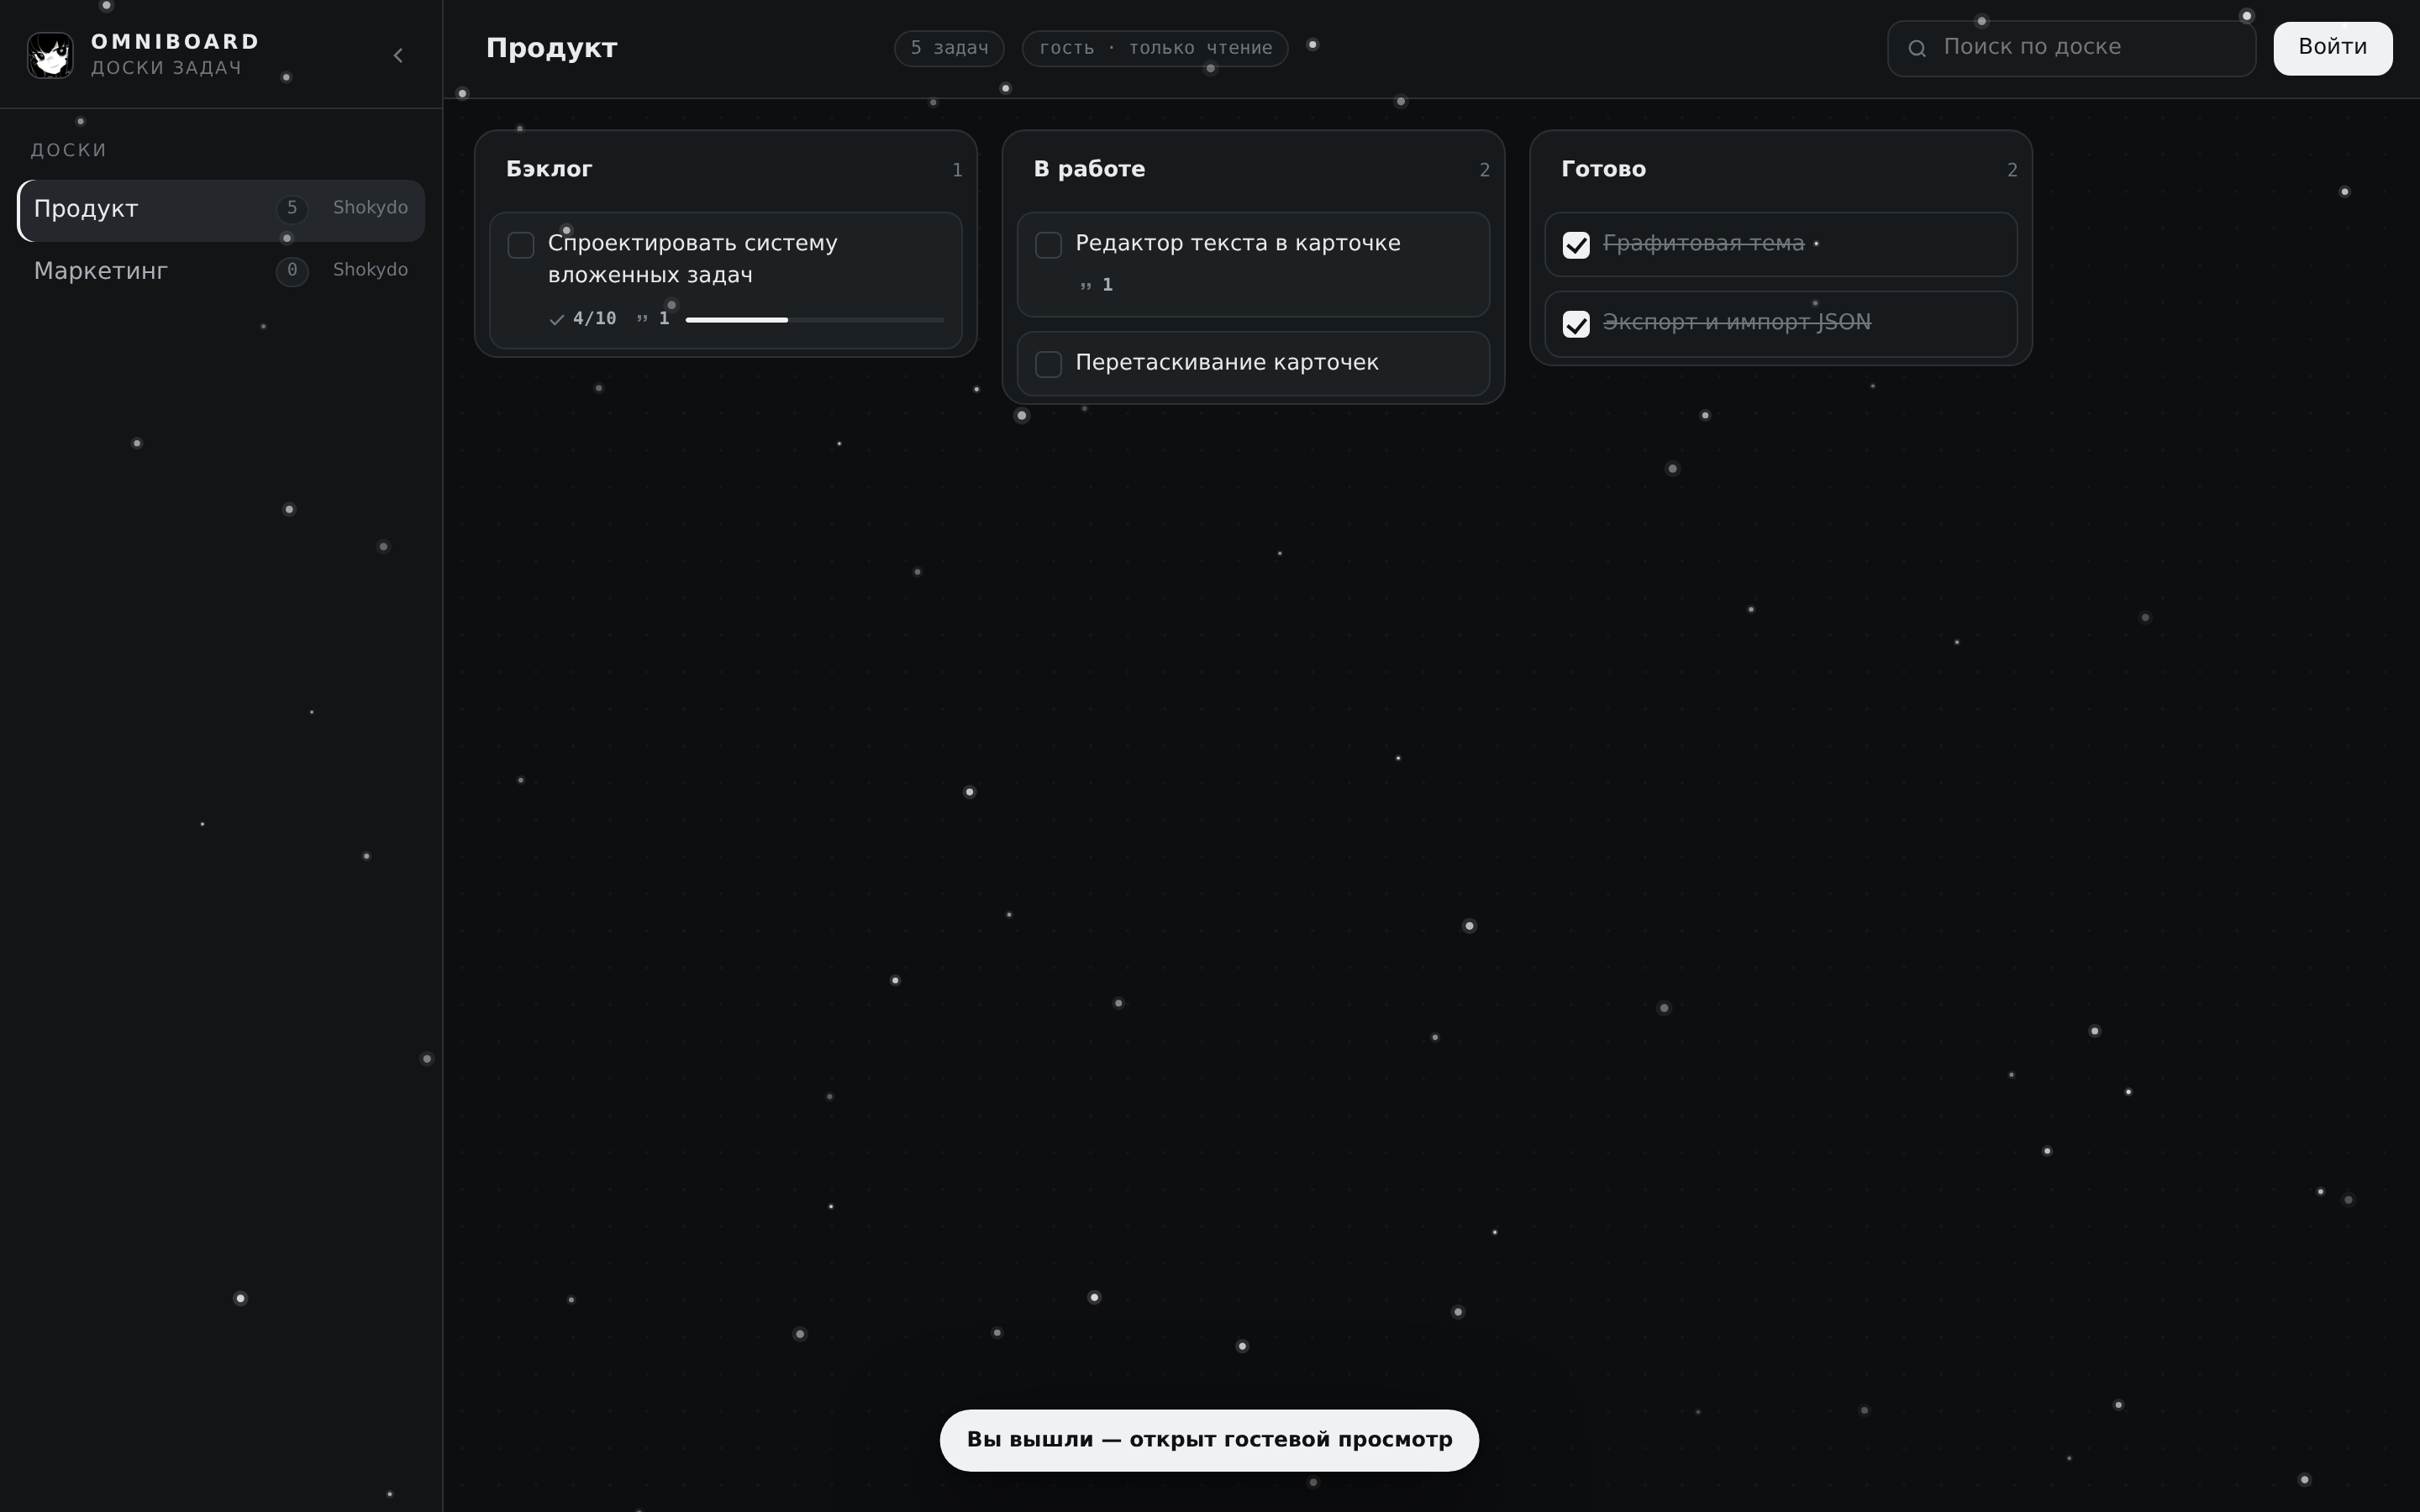 OMNIBOARD
ДОСКИ ЗАДАЧ
ДОСКИ
Продукт 5 Shokydo
Маркетинг 0 Shokydo
Продукт 5 задач гость · только чтение Поиск по доске Войти
Бэклог 1
Спроектировать систему
вложенных задач
4/10 " 1
В работе 2
Редактор текста в карточке
" 1
Перетаскивание карточек
Готово 2
Графитовая тема
Экспорт и импорт JSON
Вы вышли — открыт гостевой просмотр